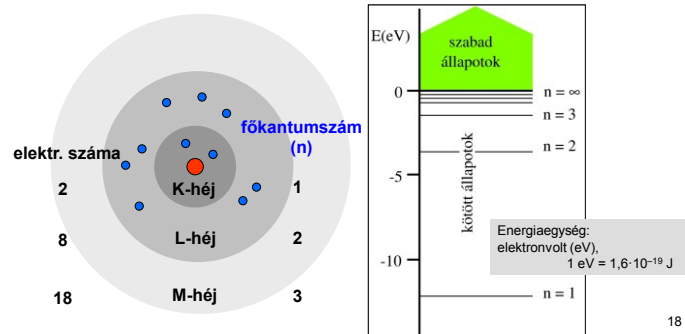 főkantumszám
(n)
elektr. száma
K-héj
2
1
L-héj
8
2
M-héj
18
3
E(eV)
szabad
állapotok
0
n = ∞
n = 3
n = 2
-5
kötött állapotok
Energiaegység:
elektronvolt (eV),
1 eV = 1,6·10⁻¹⁹ J
-10
n = 1
18